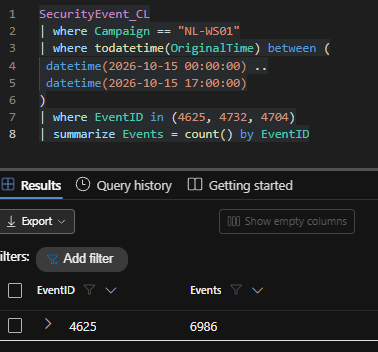 1 SecurityEvent_CL
2 | where Campaign == "NL-WS01"
3 | where todatetime(OriginalTime) between (
4 datetime(2026-10-15 00:00:00) ..
5 datetime(2026-10-15 17:00:00)
6 )
7 | where EventID in (4625, 4732, 4704)
8 | summarize Events = count() by EventID
Results Query history Getting started
Export Show empty columns
ilters: Add filter
EventID Events
4625 6986